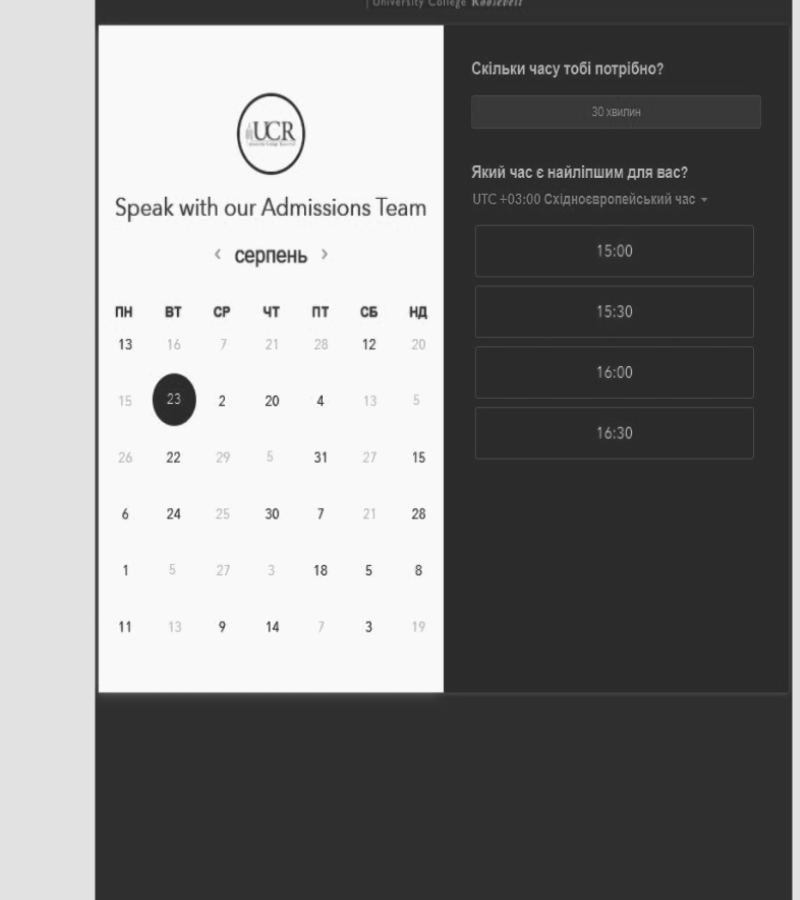 | University College Roosevelt
UCR
Speak with our Admissions Team
‹ серпень ›
ПН ВТ СР ЧТ ПТ СБ НД
13 16 7 21 28 12 20
15 23 2 20 4 13 5
26 22 29 5 31 27 15
6 24 25 30 7 21 28
1 5 27 3 18 5 8
11 13 9 14 7 3 19
Скільки часу тобі потрібно?
30 хвилин
Який час є найліпшим для вас?
UTC +03:00 Східноєвропейський час
15:00
15:30
16:00
16:30